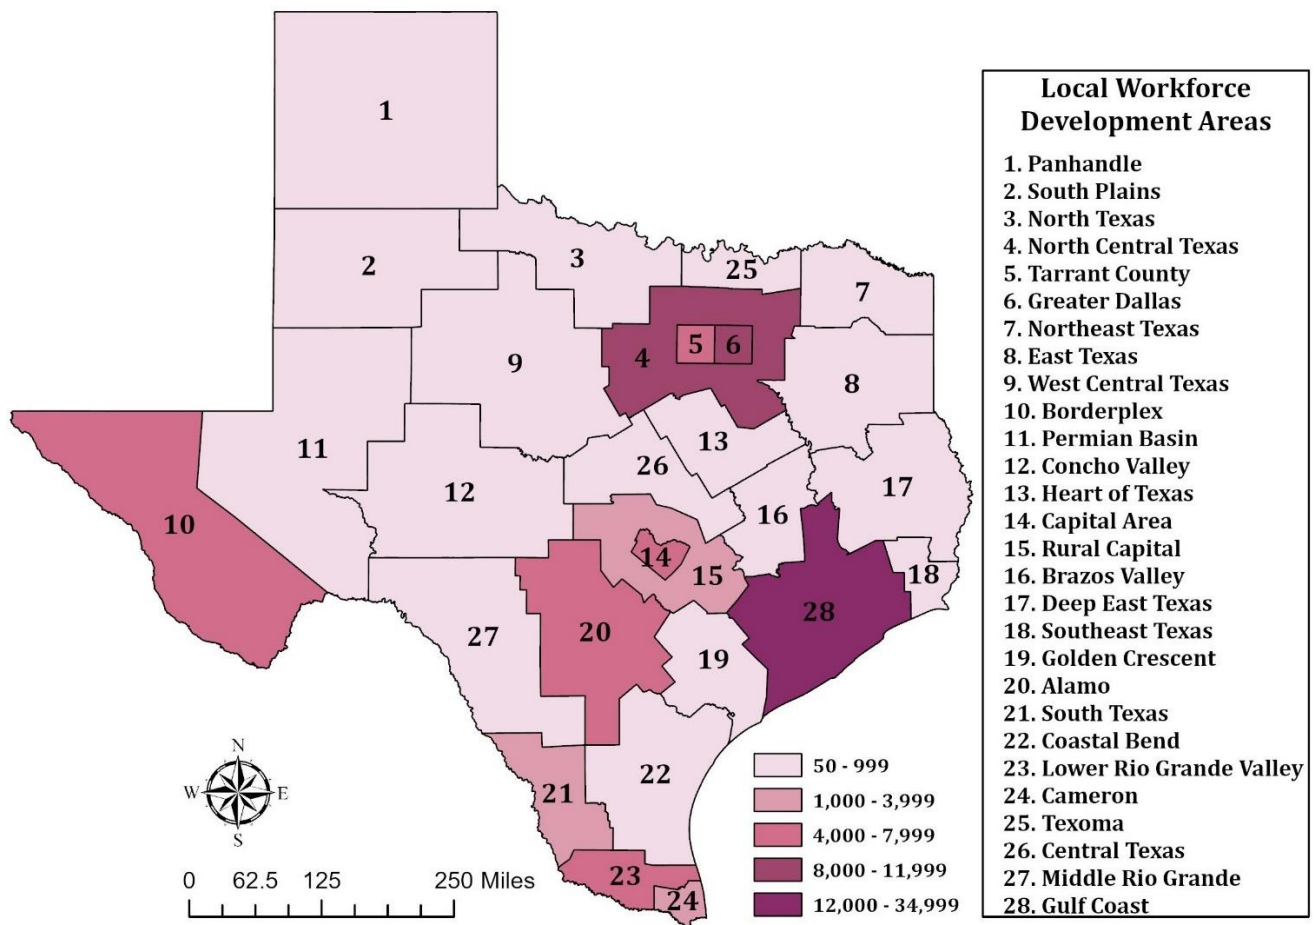 1
2
3
25
7
4
5
6
9
8
13
11
26
12
17
10
16
14
15
18
28
20
27
19
22
21
23
24
N
W
E
S
0 62.5 125 250 Miles
50 - 999
1,000 - 3,999
4,000 - 7,999
8,000 - 11,999
12,000 - 34,999
Local Workforce
Development Areas
1. Panhandle
2. South Plains
3. North Texas
4. North Central Texas
5. Tarrant County
6. Greater Dallas
7. Northeast Texas
8. East Texas
9. West Central Texas
10. Borderplex
11. Permian Basin
12. Concho Valley
13. Heart of Texas
14. Capital Area
15. Rural Capital
16. Brazos Valley
17. Deep East Texas
18. Southeast Texas
19. Golden Crescent
20. Alamo
21. South Texas
22. Coastal Bend
23. Lower Rio Grande Valley
24. Cameron
25. Texoma
26. Central Texas
27. Middle Rio Grande
28. Gulf Coast